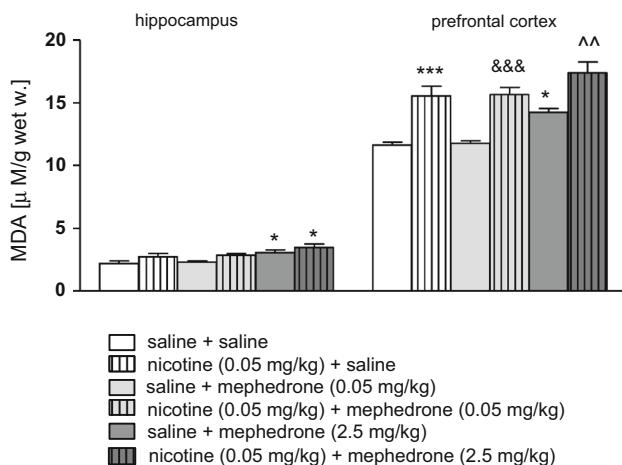 hippocampus
prefrontal cortex
MDA [μ M/g wet w.]
20
15
10
5
0
*
*
***
&&&
*
^^
saline + saline
nicotine (0.05 mg/kg) + saline
saline + mephedrone (0.05 mg/kg)
nicotine (0.05 mg/kg) + mephedrone (0.05 mg/kg)
saline + mephedrone (2.5 mg/kg)
nicotine (0.05 mg/kg) + mephedrone (2.5 mg/kg)